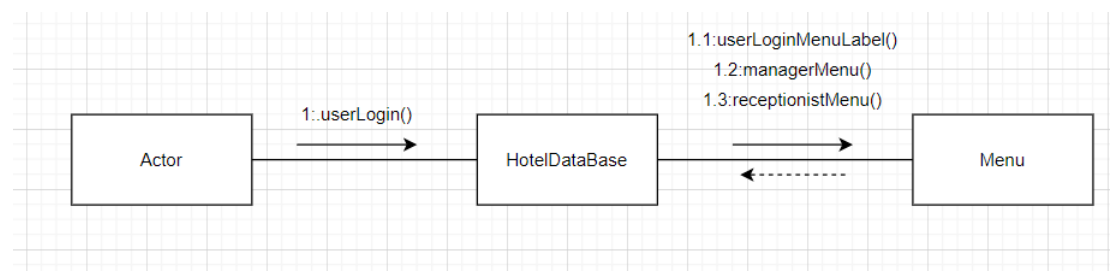 1.1:userLoginMenuLabel()
1.2:managerMenu()
1.3:receptionistMenu()
1:.userLogin()
Actor
HotelDataBase
Menu